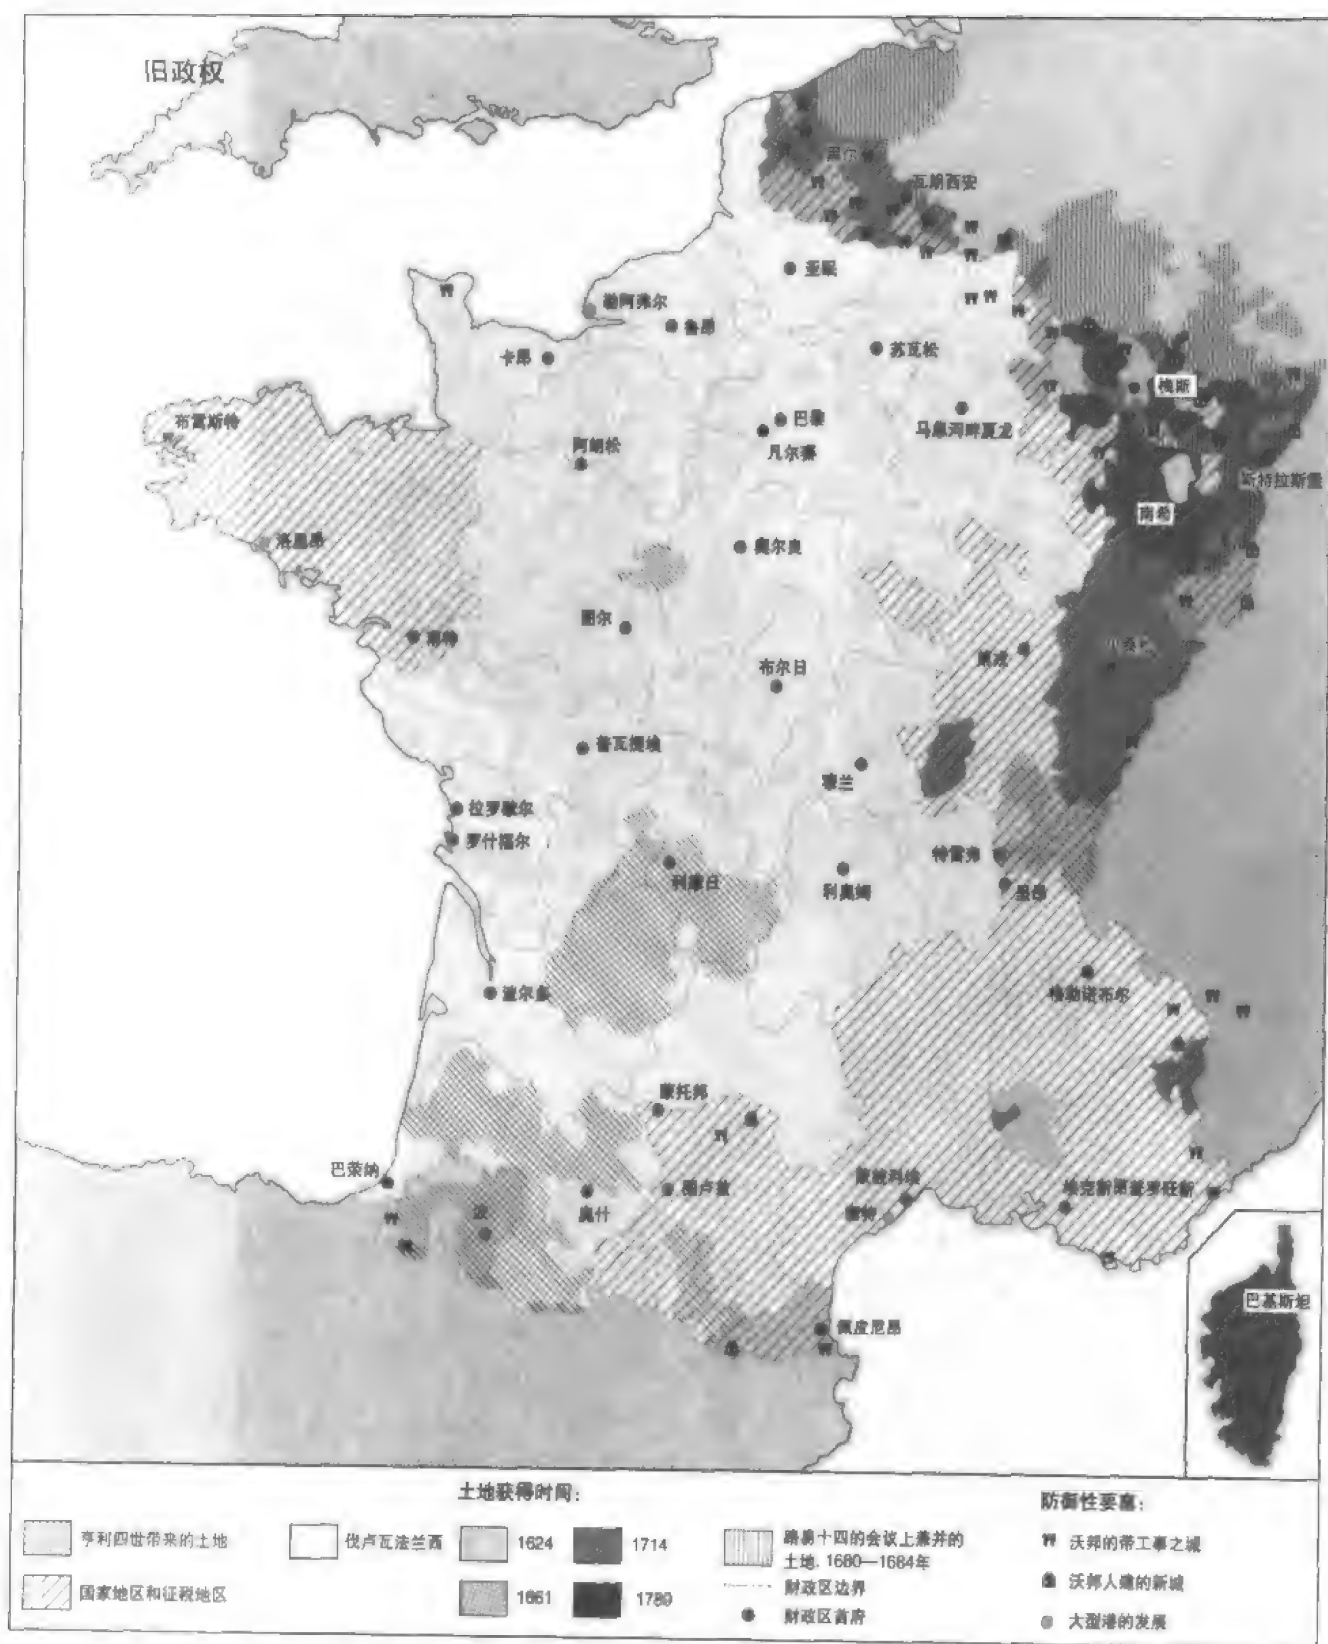 旧政权
里尔
瓦朗西安
亚眠
勒阿弗尔
鲁昂
卡昂
苏瓦松
梅斯
布雷斯特
巴黎
马恩河畔夏龙
凡尔赛
阿朗松
斯特拉斯堡
南希
洛里昂
奥尔良
图尔
南特
第戎
布尔日
普瓦提埃
穆兰
拉罗歇尔
罗什福尔
特雷弗
利摩日
利奥姆
里昂
波尔多
格勒诺布尔
蒙托邦
巴荣纳
图卢兹
蒙彼利埃
埃克斯昂普罗旺斯
奥什
塞特
波
巴基斯坦
佩皮尼昂
土地获得时间：
防御性要塞：
亨利四世带来的土地
伐卢瓦法兰西
1624
1714
路易十四的会议上兼并的
土地，1680—1684年
沃邦的带工事之城
国家地区和征税地区
1661
1789
财政区边界
沃邦人建的新城
财政区首府
大型港的发展